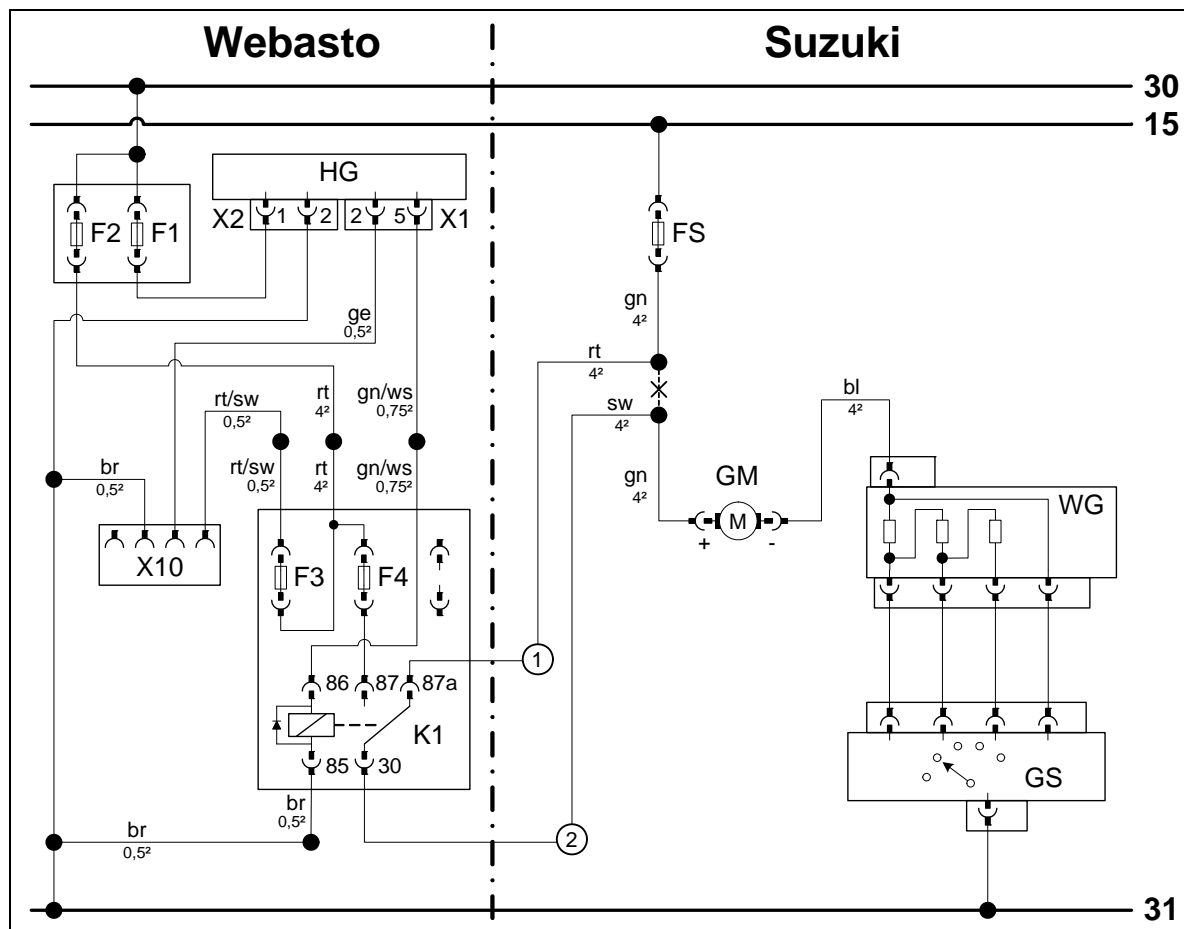 Webasto
Suzuki
30
15
HG
X2 1 2 2 5 X1
F2 F1
FS
ge
0,5²
gn
4²
rt
4²
rt/sw
0,5²
rt
4²
gn/ws
0,75²
sw
4²
bl
4²
br
0,5²
rt/sw
0,5²
rt
4²
gn/ws
0,75²
gn
4²
GM
M
+ -
WG
X10
F3 F4
1
86 87 87a
K1
85 30
GS
br
0,5²
br
0,5²
2
31